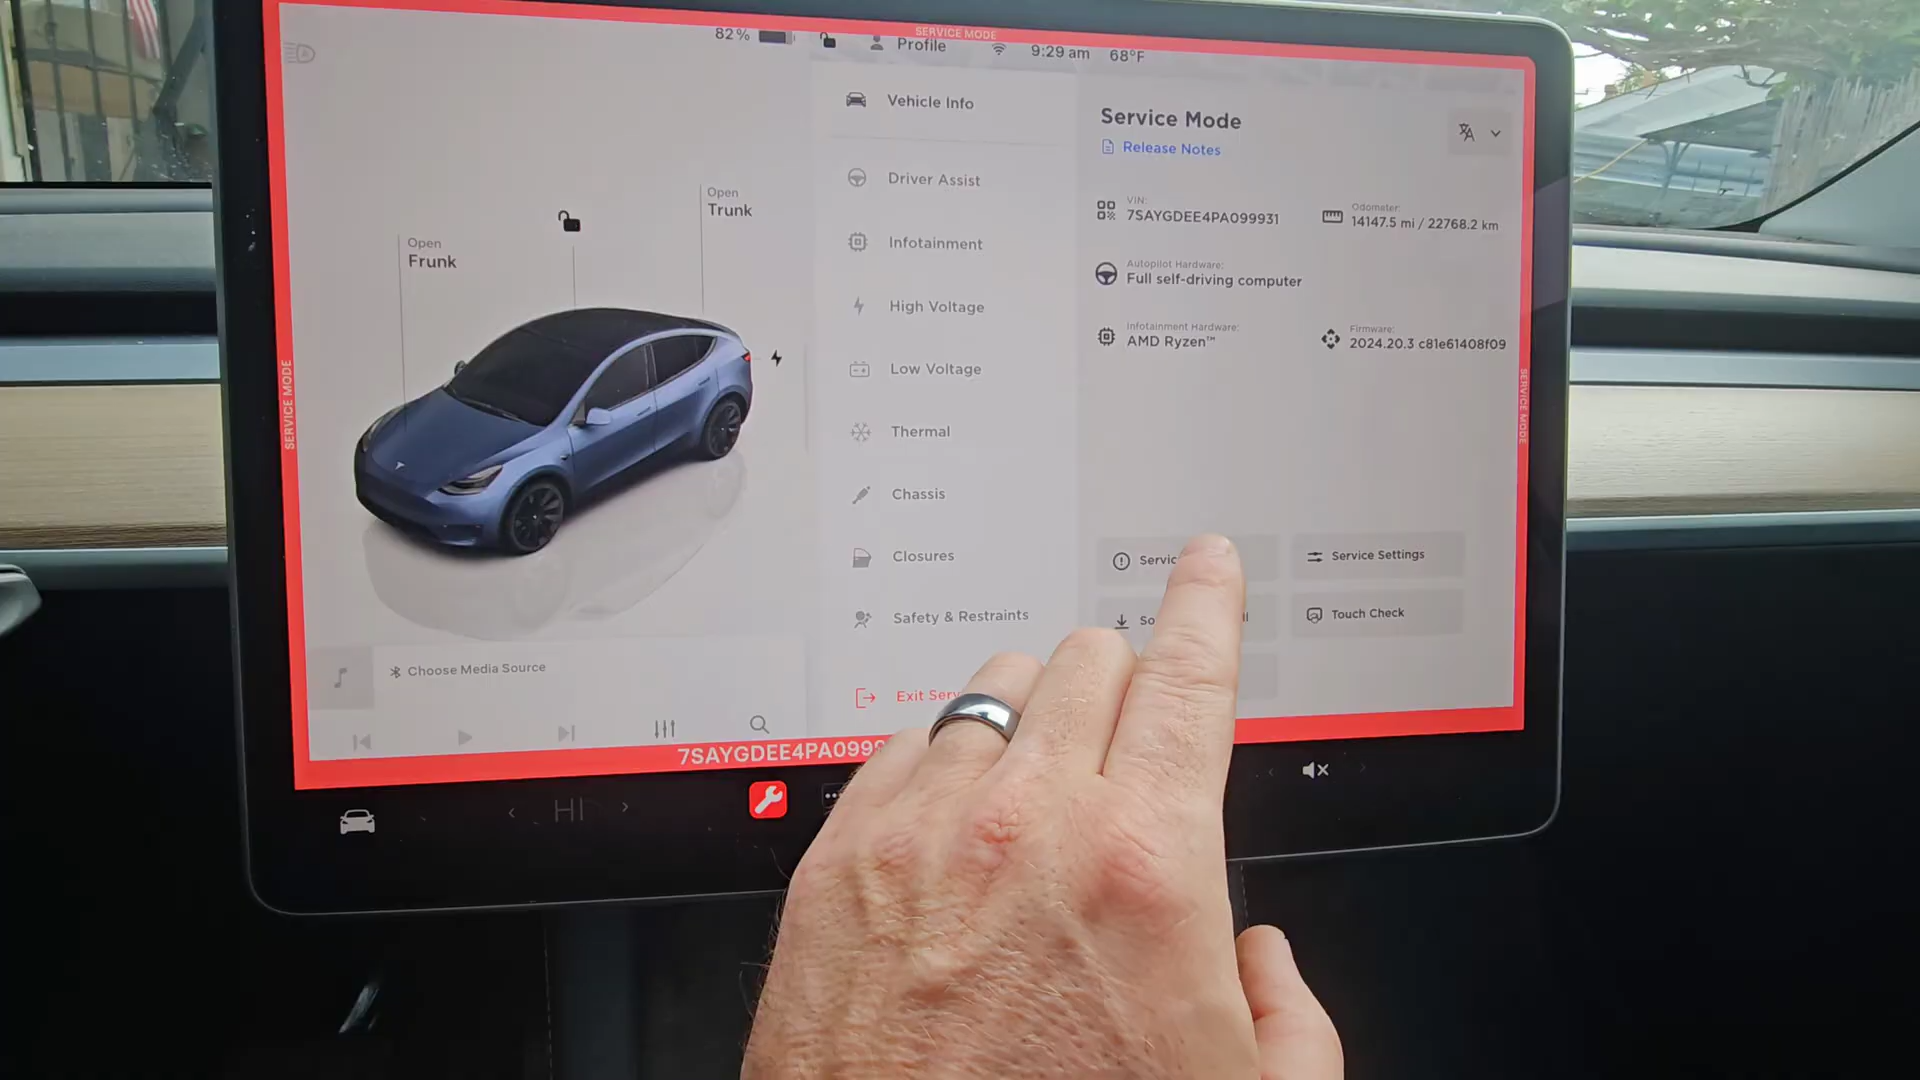 SERVICE MODE
82%
Profile
9:29 am
68°F
Open
Frunk
Open
Trunk
SERVICE MODE
Choose Media Source
Vehicle Info
Driver Assist
Infotainment
High Voltage
Low Voltage
Thermal
Chassis
Closures
Safety & Restraints
Exit
Service Mode
Release Notes
VIN:
7SAYGDEE4PA099931
Odometer:
14147.5 mi / 22768.2 km
Autopilot Hardware:
Full self-driving computer
Infotainment Hardware:
AMD Ryzen™
Firmware:
2024.20.3 c81e61408f09
Service Settings
Touch Check
SERVICE MODE
7SAYGDEE4PA099
HI